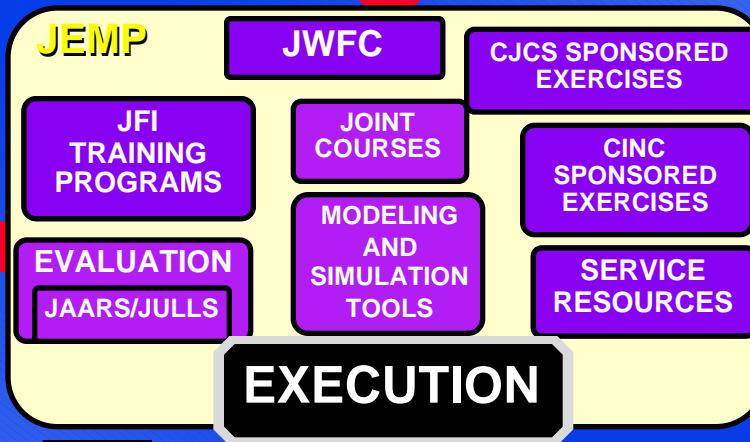 JEMP
JWFC
CJCS SPONSORED
EXERCISES
JFI
TRAINING
PROGRAMS
JOINT
COURSES
CINC
SPONSORED
EXERCISES
EVALUATION
JAARS/JULLS
MODELING
AND
SIMULATION
TOOLS
SERVICE
RESOURCES
EXECUTION